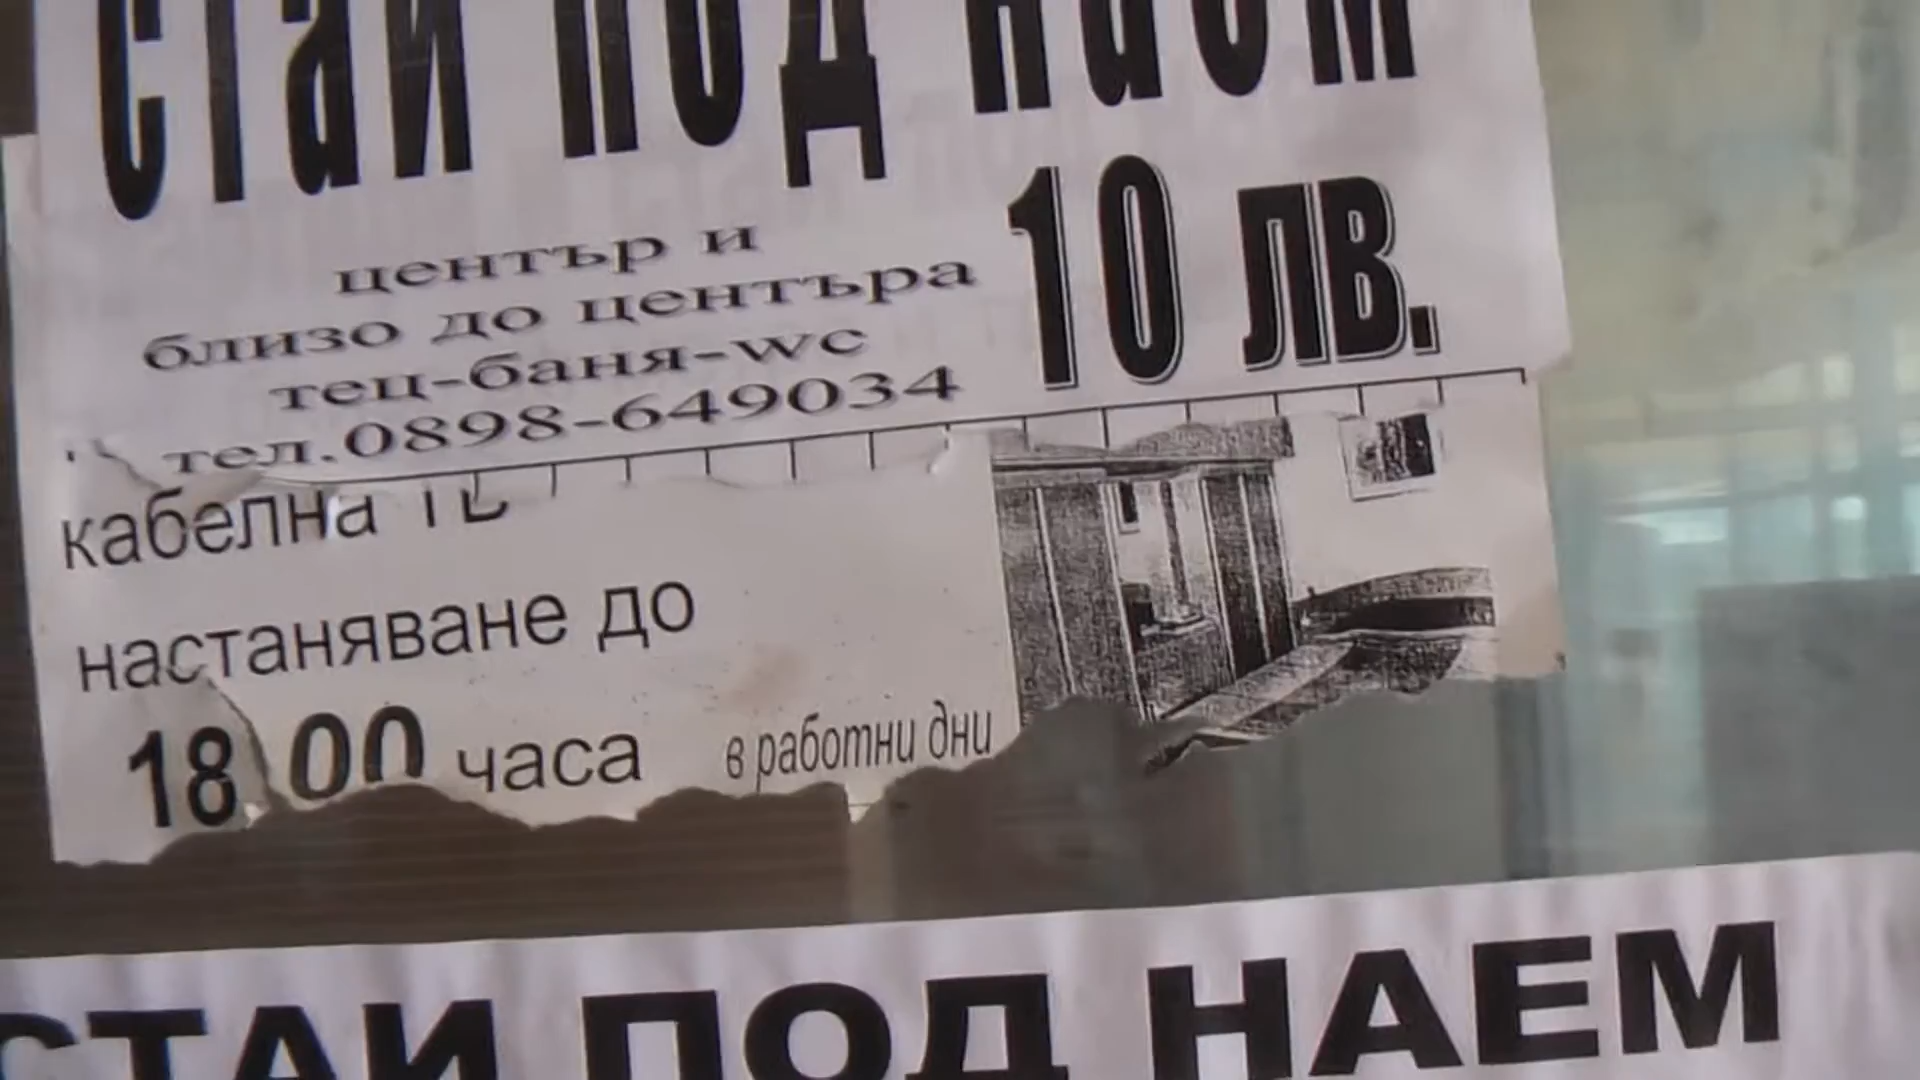 стаи под наем
център и
близо до центъра
тец-баня-wc
тел.0898-649034
10 лв.
кабелна
настаняване до
18 00 часа
в работни дни
СТАИ ПОД НАЕМ